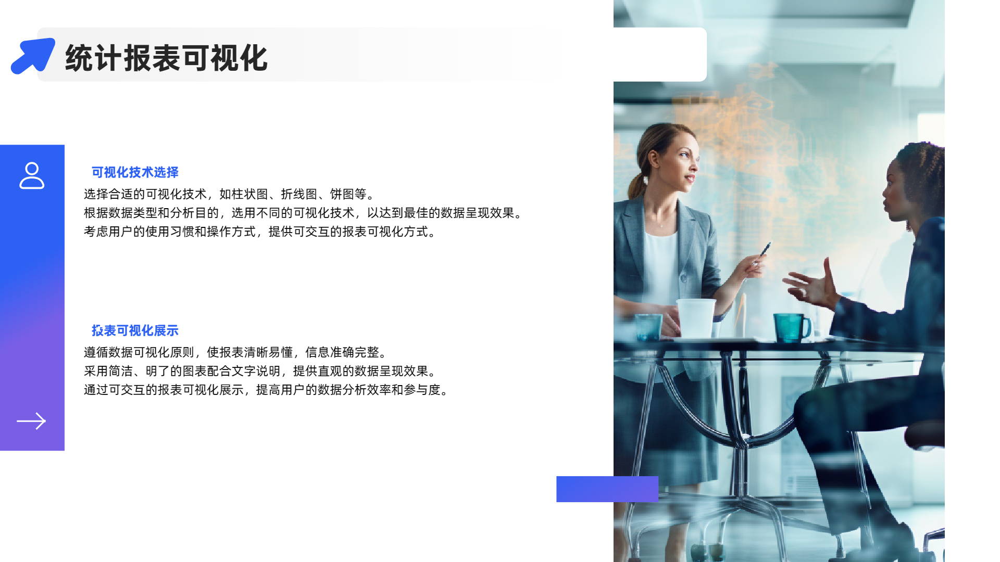 统计报表可视化
可视化技术选择
选择合适的可视化技术，如柱状图、折线图、饼图等。
根据数据类型和分析目的，选用不同的可视化技术，以达到最佳的数据呈现效果。
考虑用户的使用习惯和操作方式，提供可交互的报表可视化方式。
报表可视化展示
遵循数据可视化原则，使报表清晰易懂，信息准确完整。
采用简洁、明了的图表配合文字说明，提供直观的数据呈现效果。
通过可交互的报表可视化展示，提高用户的数据分析效率和参与度。